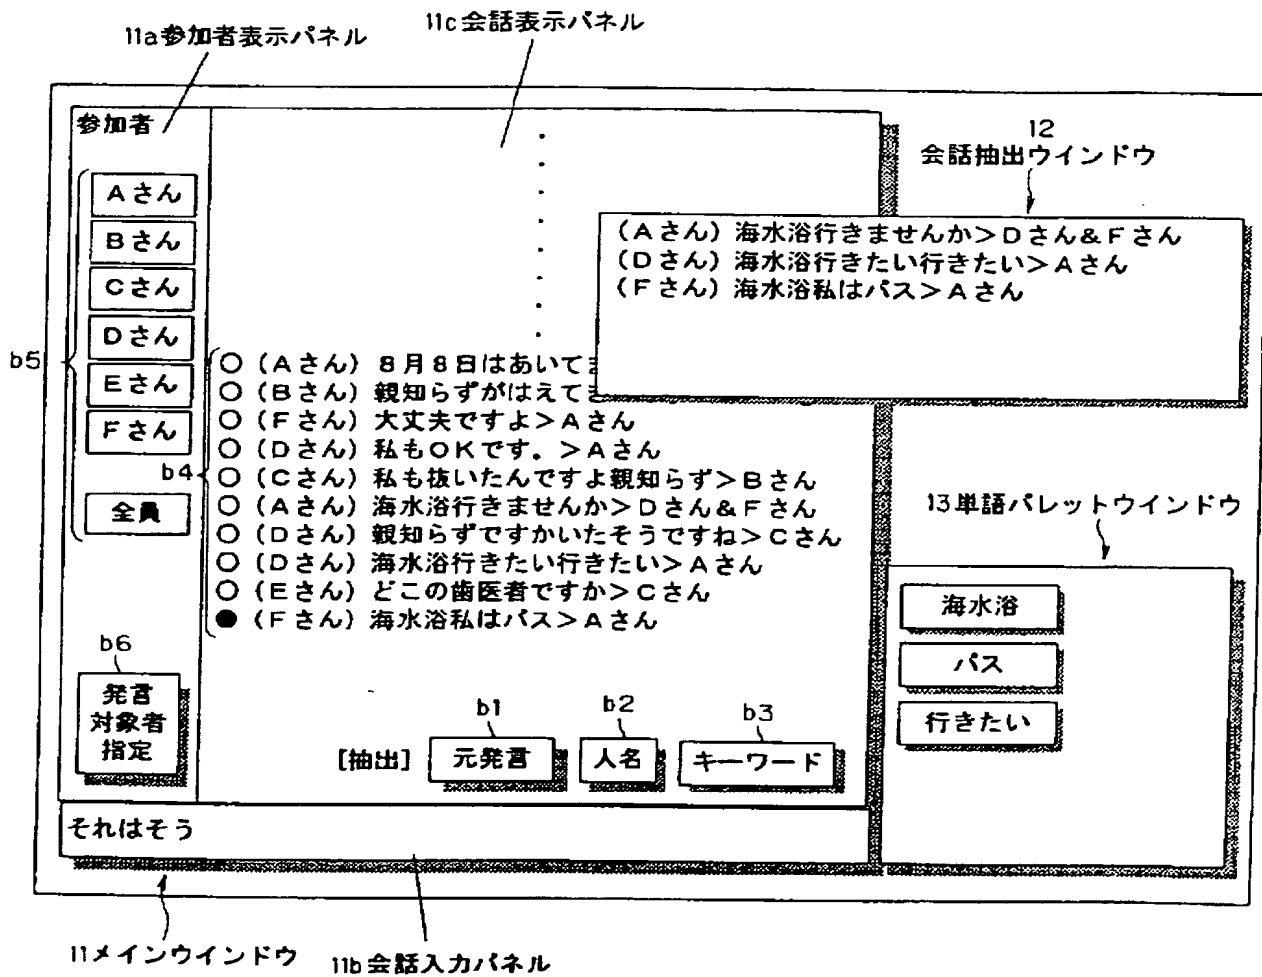 11a参加者表示パネル
11c会話表示パネル
参加者
Aさん
Bさん
Cさん
Dさん
Eさん
Fさん
全員
b5
b4
b6
発言
対象者
指定
12
会話抽出ウインドウ
(Aさん) 海水浴行きませんか>Dさん&Fさん
(Dさん) 海水浴行きたい行きたい>Aさん
(Fさん) 海水浴私はパス>Aさん
○ (Aさん) 8月8日はあいてま
○ (Bさん) 親知らずがはえてき
○ (Fさん) 大丈夫ですよ>Aさん
○ (Dさん) 私もOKです.>Aさん
○ (Cさん) 私も抜いたんですよ親知らず>Bさん
○ (Aさん) 海水浴行きませんか>Dさん&Fさん
○ (Dさん) 親知らずですかいたそうですね>Cさん
○ (Dさん) 海水浴行きたい行きたい>Aさん
○ (Eさん) どこの歯医者ですか>Cさん
● (Fさん) 海水浴私はパス>Aさん
13単語パレットウインドウ
海水浴
パス
行きたい
b1
b2
b3
[抽出] 元発言 人名 キーワード
それはそう
11メインウインドウ
11b会話入力パネル